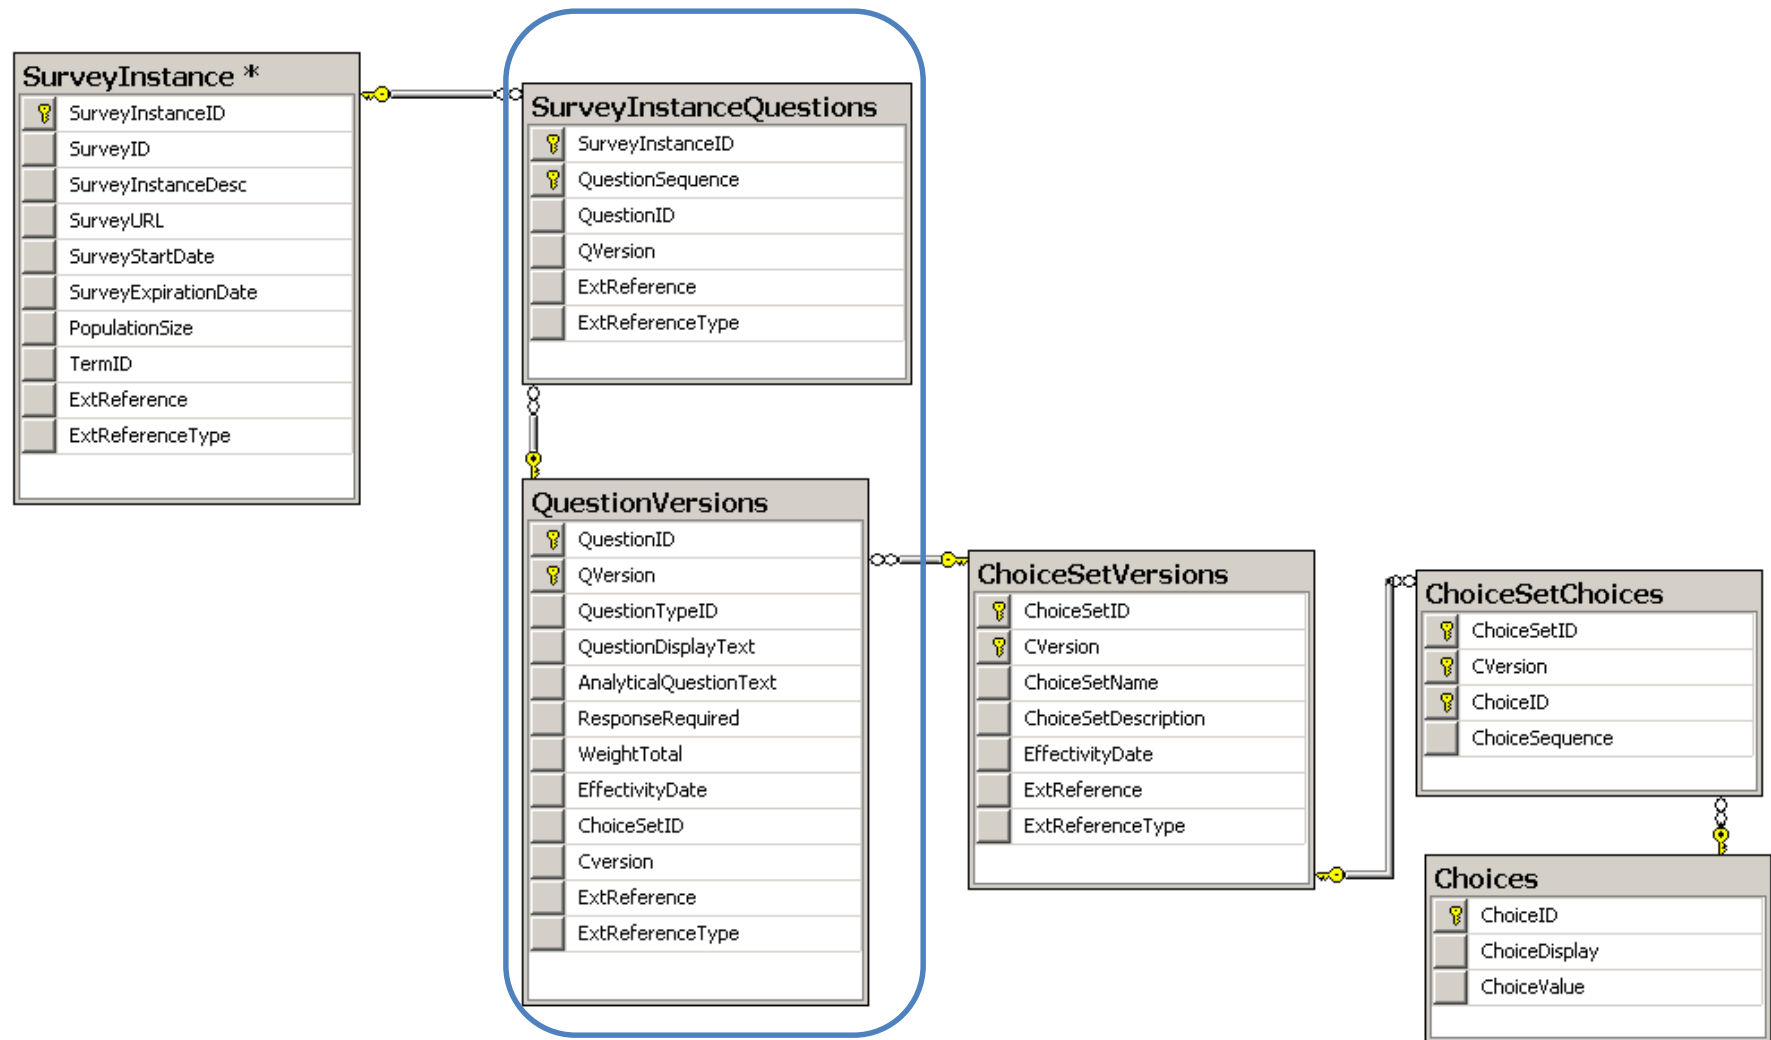 SurveyInstance *
SurveyInstanceID
SurveyID
SurveyInstanceDesc
SurveyURL
SurveyStartDate
SurveyExpirationDate
PopulationSize
TermID
ExtReference
ExtReferenceType
SurveyInstanceQuestions
SurveyInstanceID
QuestionSequence
QuestionID
QVersion
ExtReference
ExtReferenceType
QuestionVersions
QuestionID
QVersion
QuestionTypeID
QuestionDisplayText
AnalyticalQuestionText
ResponseRequired
WeightTotal
EffectivityDate
ChoiceSetID
Cversion
ExtReference
ExtReferenceType
ChoiceSetVersions
ChoiceSetID
CVersion
ChoiceSetName
ChoiceSetDescription
EffectivityDate
ExtReference
ExtReferenceType
ChoiceSetChoices
ChoiceSetID
CVersion
ChoiceID
ChoiceSequence
Choices
ChoiceID
ChoiceDisplay
ChoiceValue